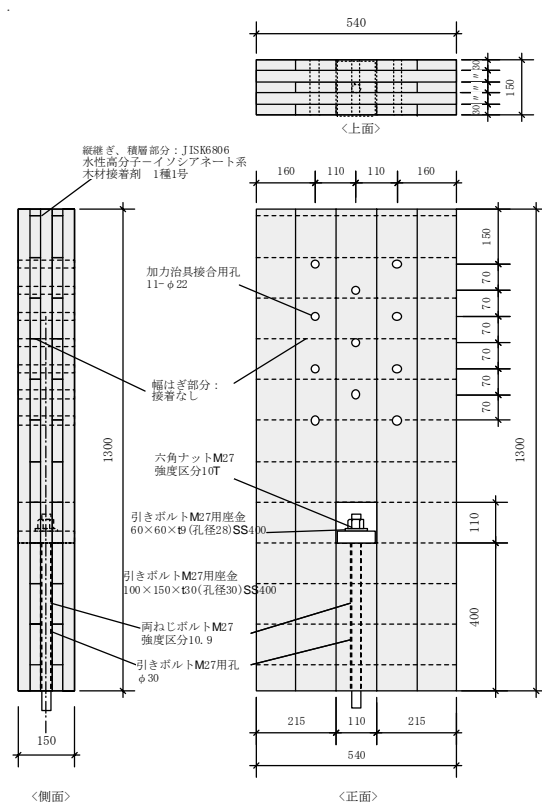 540
30
〃
〃
〃
30
150
<上面>
縦継ぎ、積層部分：JISK6806
水性高分子－イソシアネート系
木材接着剤　1種1号
160
110
110
160
加力治具接合用孔
11-φ22
150
70
70
70
70
70
70
幅はぎ部分：
接着なし
1300
1300
六角ナットM27
強度区分10T
引きボルトM27用座金
60×60×t9(孔径28)SS400
110
引きボルトM27用座金
100×150×t30(孔径30)SS400
両ねじボルトM27
強度区分10.9
引きボルトM27用孔
φ30
400
150
215
110
215
540
<側面>
<正面>